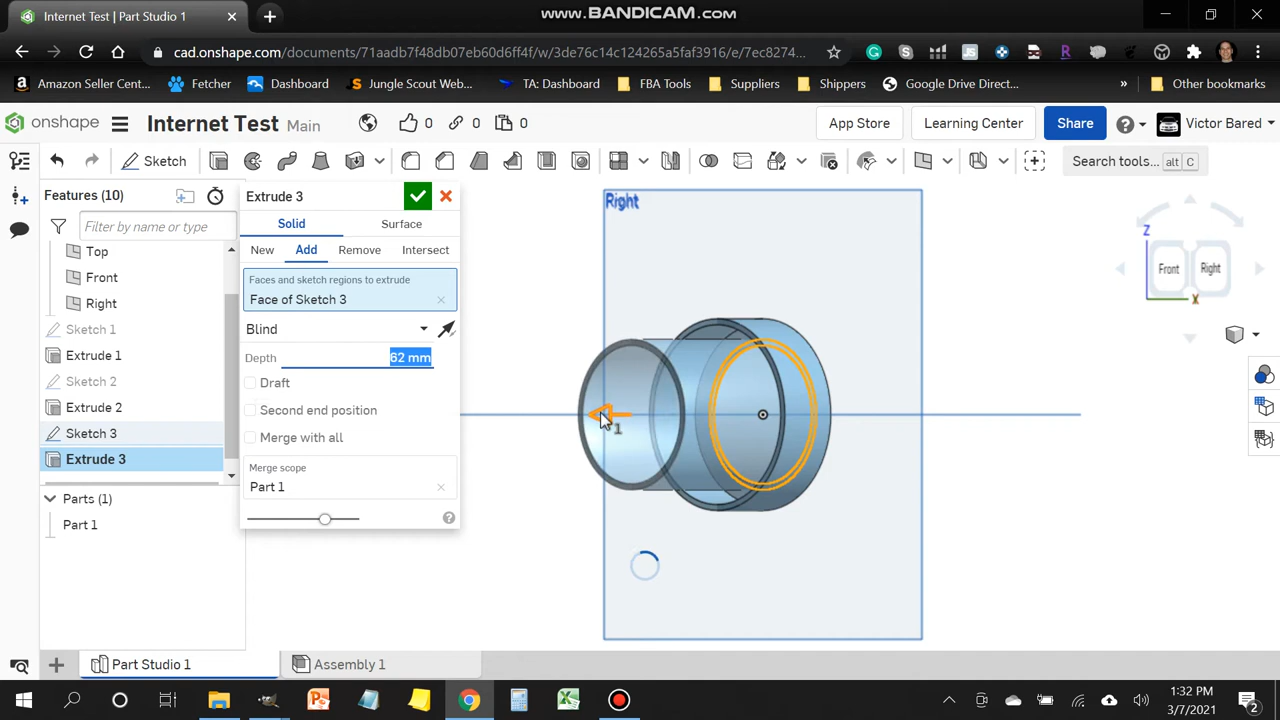 Internet Test | Part Studio 1
www.BANDICAM.com
cad.onshape.com/documents/71aadb7f48db07eb60d6ff4f/w/3de76c14c124265a5faf3916/e/7ec8274...
Amazon Seller Cent...
Fetcher
Dashboard
Jungle Scout Web...
TA: Dashboard
FBA Tools
Suppliers
Shippers
Google Drive Direct...
»
Other bookmarks
onshape
Internet Test Main
0
0
0
App Store
Learning Center
Share
Victor Bared
Sketch
Search tools... alt C
Features (10)
Filter by name or type
Top
Front
Right
Sketch 1
Extrude 1
Sketch 2
Extrude 2
Sketch 3
Extrude 3
Parts (1)
Part 1
Extrude 3
Solid
Surface
New
Add
Remove
Intersect
Faces and sketch regions to extrude
Face of Sketch 3
Blind
Depth
62 mm
Draft
Second end position
Merge with all
Merge scope
Part 1
Right
1
Z
Front
Right
X
Part Studio 1
Assembly 1
1:32 PM
3/7/2021
2